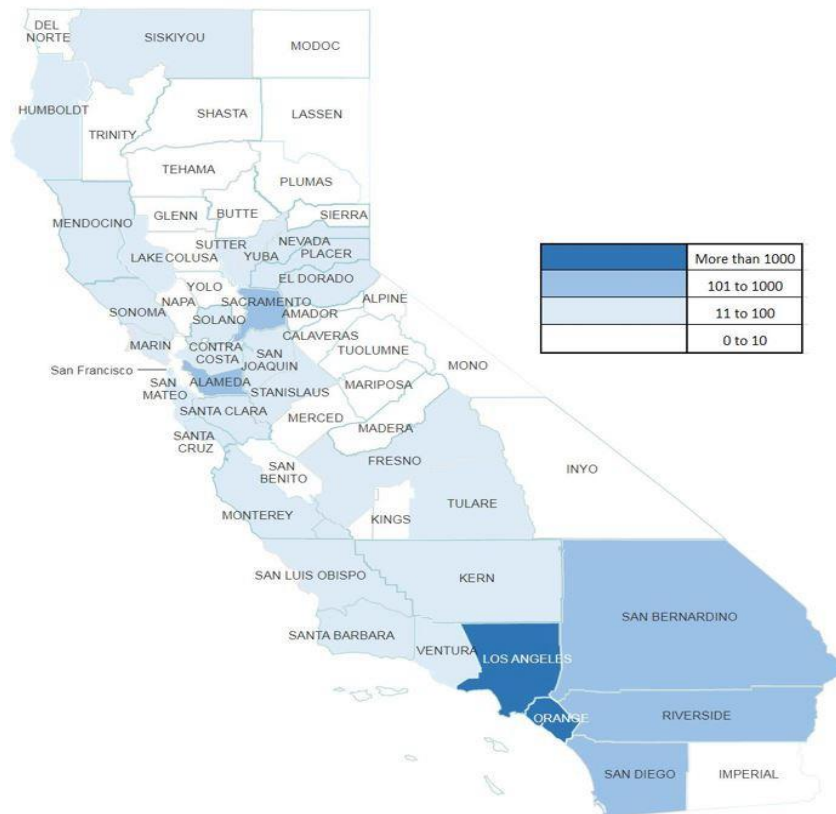 DEL
NORTE
SISKIYOU
MODOC
HUMBOLDT
TRINITY
SHASTA
LASSEN
TEHAMA
PLUMAS
MENDOCINO
GLENN
BUTTE
SIERRA
LAKE
COLUSA
SUTTER
YUBA
NEVADA
PLACER
More than 1000
101 to 1000
11 to 100
0 to 10
SONOMA
NAPA
YOLO
SACRAMENTO
EL DORADO
SOLANO
AMADOR
ALPINE
MARIN
CONTRA
COSTA
SAN
JOAQUIN
CALAVERAS
TUOLUMNE
MONO
San Francisco
SAN
MATEO
ALAMEDA
STANISLAUS
MARIPOSA
SANTA CLARA
MERCED
MADERA
SANTA
CRUZ
SAN
BENITO
FRESNO
INYO
MONTEREY
KINGS
TULARE
SAN LUIS OBISPO
KERN
SAN BERNARDINO
SANTA BARBARA
VENTURA
LOS ANGELES
ORANGE
RIVERSIDE
SAN DIEGO
IMPERIAL